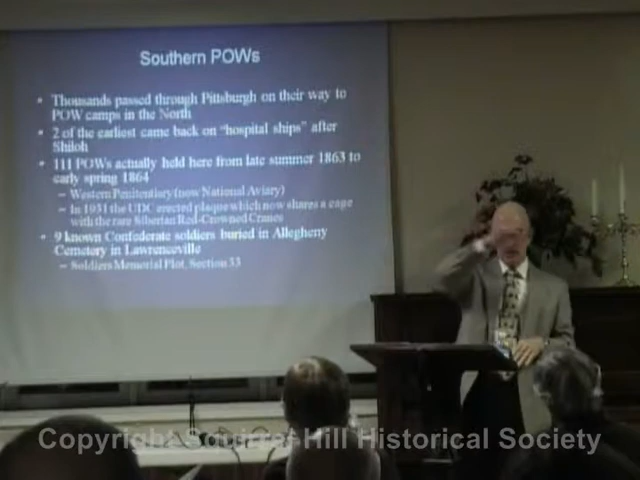 Southern POWs
• Thousands passed through Pittsburgh on their way to
POW camps in the North
• 2 of the earliest came back on “hospital ships” after
Shiloh
• 111 POWs actually held here from late summer 1863 to
early spring 1864
– Western Penitentiary (now National Aviary)
– In 1931 the UDC erected plaque which now shares a cage
with the rare Siberian Red-Crowned Cranes
• 9 known Confederate soldiers buried in Allegheny
Cemetery in Lawrenceville
– Soldiers Memorial Plot, Section 33
Copyright Squirrel Hill Historical Society